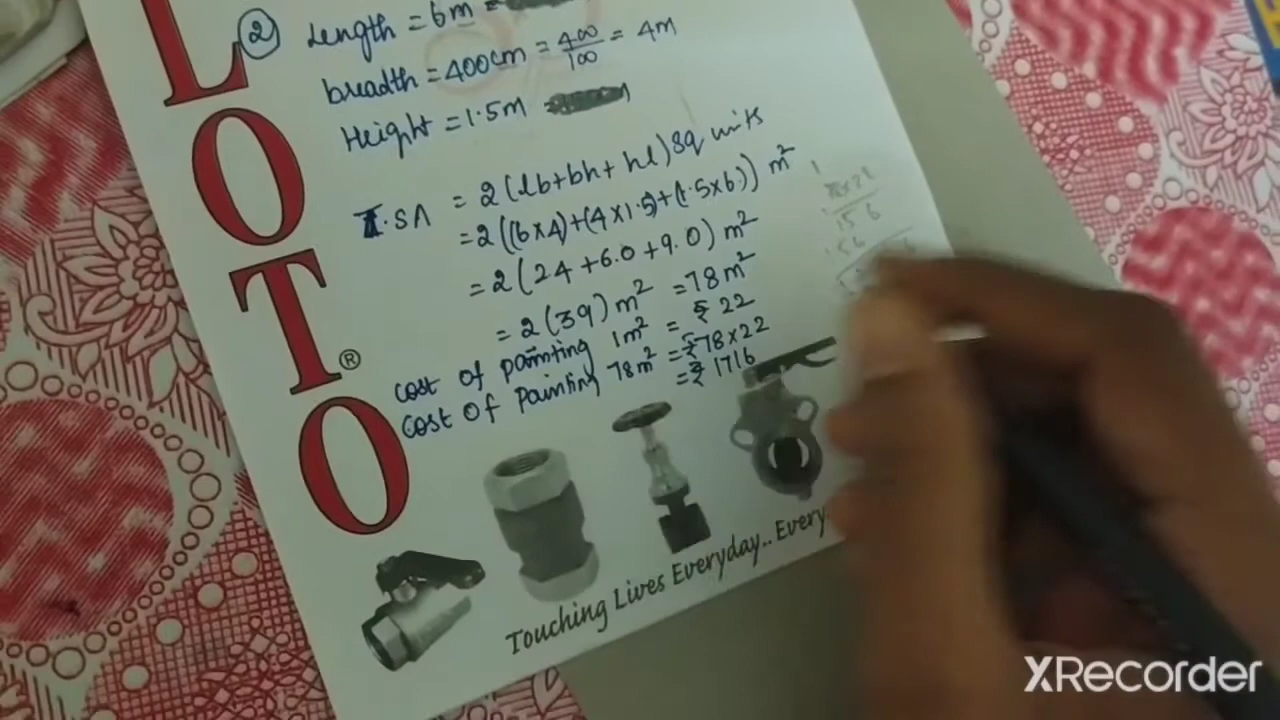 LOTO®
② Length = 6m =
breadth = 400cm = 400/100 = 4m
Height = 1.5m =
T.SA = 2(lb+bh+hl) sq units
= 2((6×4)+(4×1.5)+(1.5×6)) m²
= 2(24+6.0+9.0) m²
= 2(39) m² = 78m²
cost of painting 1m² = ₹ 22
cost of Painting 78m² = ₹78×22
= ₹ 1716
Touching Lives Everyday.. Every
XRecorder